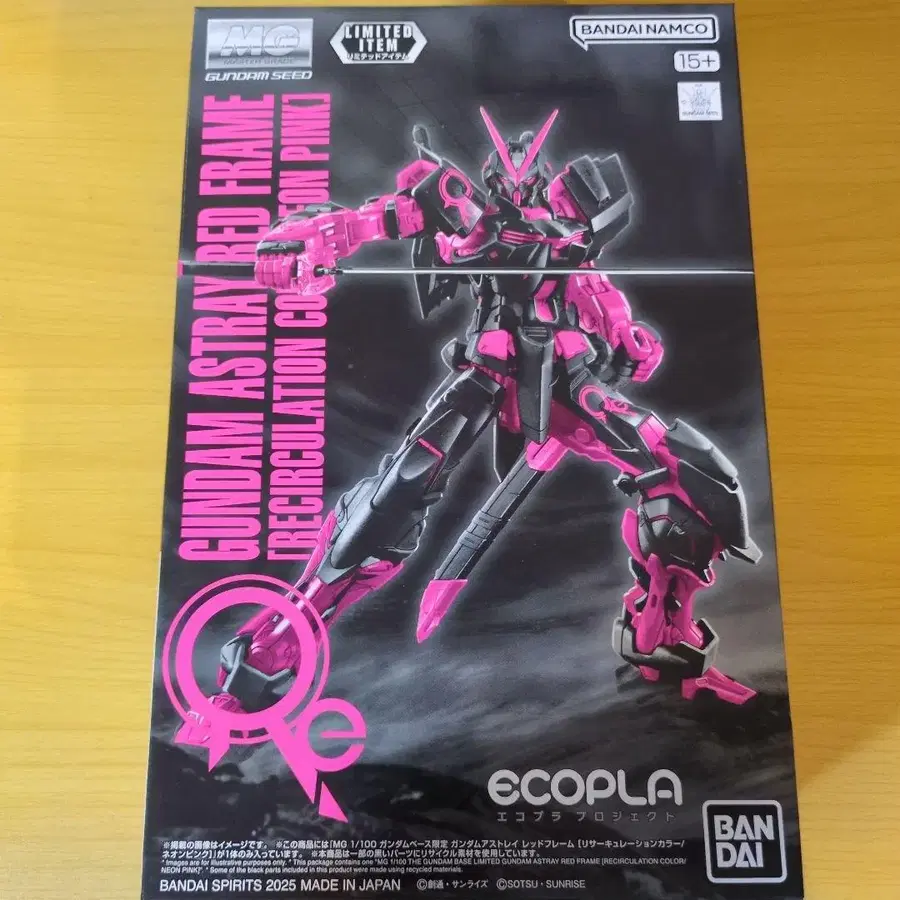 MG
MASTER GRADE
GUNDAM SEED
LIMITED
ITEM
リミテッドアイテム
BANDAI NAMCO
15+
GUNDAM ASTRAY RED FRAME
[RECIRCULATION CO EON PINK]
Re
ECOPLA
エコプラ プロジェクト
BAN
DAI
※掲載の画像はイメージです。 ※この商品には「MG 1/100 ガンダムベース限定 ガンダムアストレイ レッドフレーム [リサーキュレーションカラー/
ネオンピンク]」が1体のみ入っています。 ※本商品は一部の黒いパーツにリサイクル素材を使用しています。
* Images are for illustrative purposes only. * This package contains one "MG 1/100 THE GUNDAM BASE LIMITED GUNDAM ASTRAY RED FRAME [RECIRCULATION COLOR/
NEON PINK]" * Some of the black parts included in this product were made using recycled materials.
BANDAI SPIRITS 2025 MADE IN JAPAN ©創通・サンライズ ©SOTSU・SUNRISE